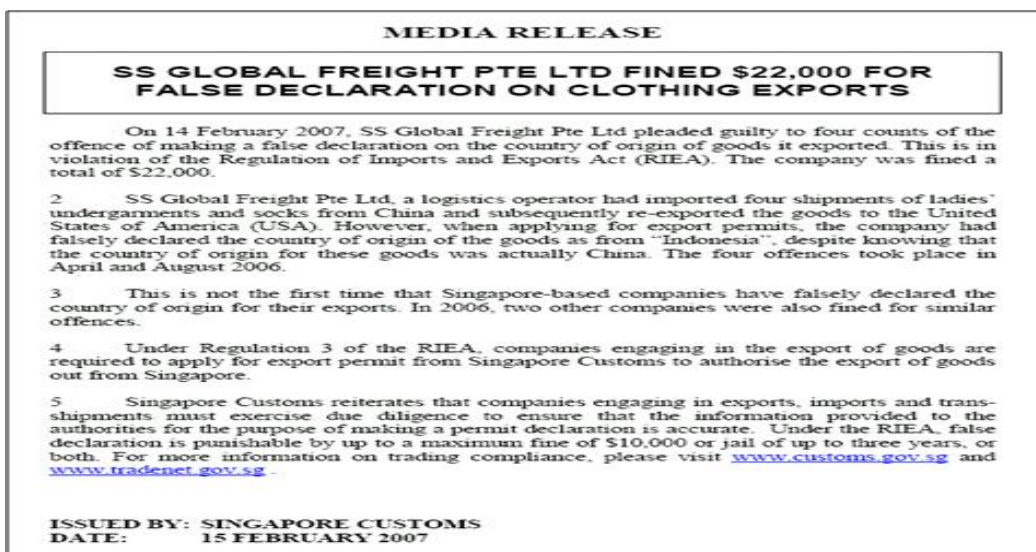 MEDIA RELEASE
SS GLOBAL FREIGHT PTE LTD FINED $22,000 FOR
FALSE DECLARATION ON CLOTHING EXPORTS
On 14 February 2007, SS Global Freight Pte Ltd pleaded guilty to four counts of the
offence of making a false declaration on the country of origin of goods it exported. This is in
violation of the Regulation of Imports and Exports Act (RIEA). The company was fined a
total of $22,000.
2 SS Global Freight Pte Ltd, a logistics operator had imported four shipments of ladies'
undergarments and socks from China and subsequently re-exported the goods to the United
States of America (USA). However, when applying for export permits, the company had
falsely declared the country of origin of the goods as from “Indonesia”, despite knowing that
the country of origin for these goods was actually China. The four offences took place in
April and August 2006.
3 This is not the first time that Singapore-based companies have falsely declared the
country of origin for their exports. In 2006, two other companies were also fined for similar
offences.
4 Under Regulation 3 of the RIEA, companies engaging in the export of goods are
required to apply for export permit from Singapore Customs to authorise the export of goods
out from Singapore.
5 Singapore Customs reiterates that companies engaging in exports, imports and trans-
shipments must exercise due diligence to ensure that the information provided to the
authorities for the purpose of making a permit declaration is accurate. Under the RIEA, false
declaration is punishable by up to a maximum fine of $10,000 or jail of up to three years, or
both. For more information on trading compliance, please visit www.customs.gov.sg and
www.tradenet.gov.sg .
ISSUED BY: SINGAPORE CUSTOMS
DATE: 15 FEBRUARY 2007